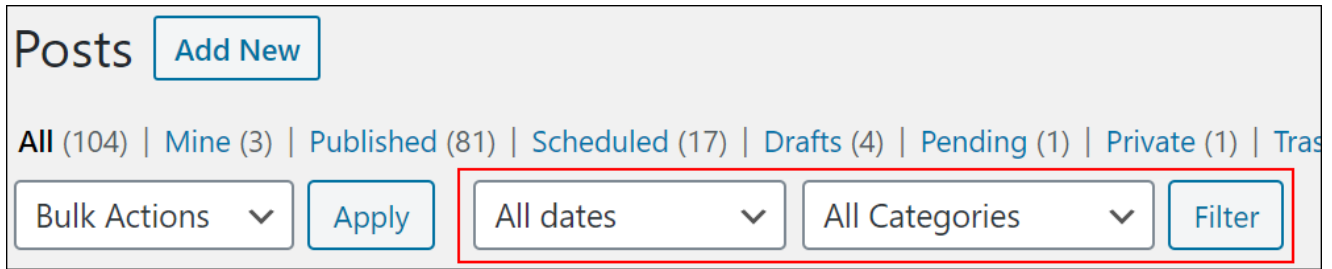 Posts Add New
All (104) | Mine (3) | Published (81) | Scheduled (17) | Drafts (4) | Pending (1) | Private (1) |
Bulk Actions Apply All dates All Categories Filter